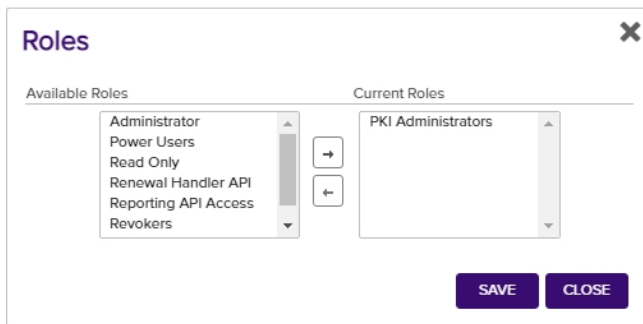 Roles
Available Roles
Current Roles
Administrator
Power Users
Read Only
Renewal Handler API
Reporting API Access
Revokers
PKI Administrators
SAVE
CLOSE